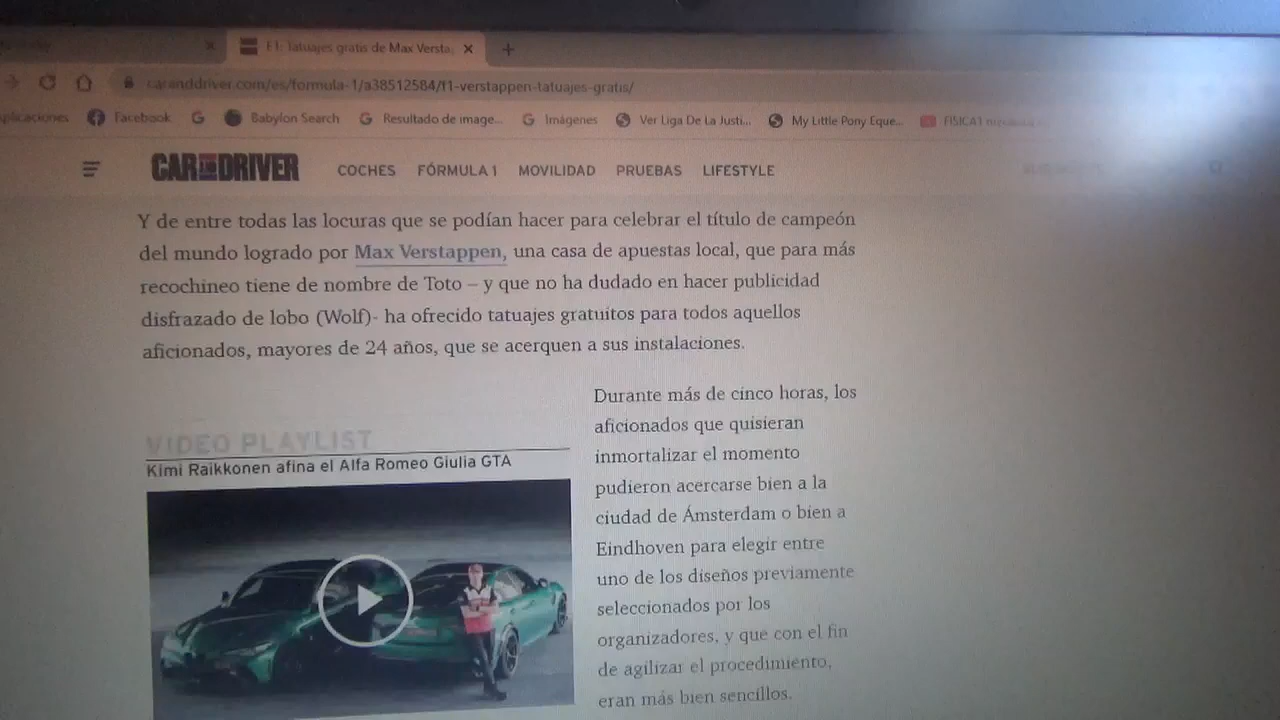 F1: Tatuajes gratis de Max Versta
caranddriver.com/es/formula-1/a38512584/f1-verstappen-tatuajes-gratis/
plicaciones Facebook Babylon Search Resultado de image... Imágenes Ver Liga De La Justi... My Little Pony Eque... FISICA1
CAR AND DRIVER COCHES FÓRMULA 1 MOVILIDAD PRUEBAS LIFESTYLE
Y de entre todas las locuras que se podían hacer para celebrar el título de campeón
del mundo logrado por Max Verstappen, una casa de apuestas local, que para más
recochineo tiene de nombre de Toto – y que no ha dudado en hacer publicidad
disfrazado de lobo (Wolf)- ha ofrecido tatuajes gratuitos para todos aquellos
aficionados, mayores de 24 años, que se acerquen a sus instalaciones.
VIDEO PLAYLIST
Kimi Raikkonen afina el Alfa Romeo Giulia GTA
Durante más de cinco horas, los
aficionados que quisieran
inmortalizar el momento
pudieron acercarse bien a la
ciudad de Ámsterdam o bien a
Eindhoven para elegir entre
uno de los diseños previamente
seleccionados por los
organizadores, y que con el fin
de agilizar el procedimiento,
eran más bien sencillos.